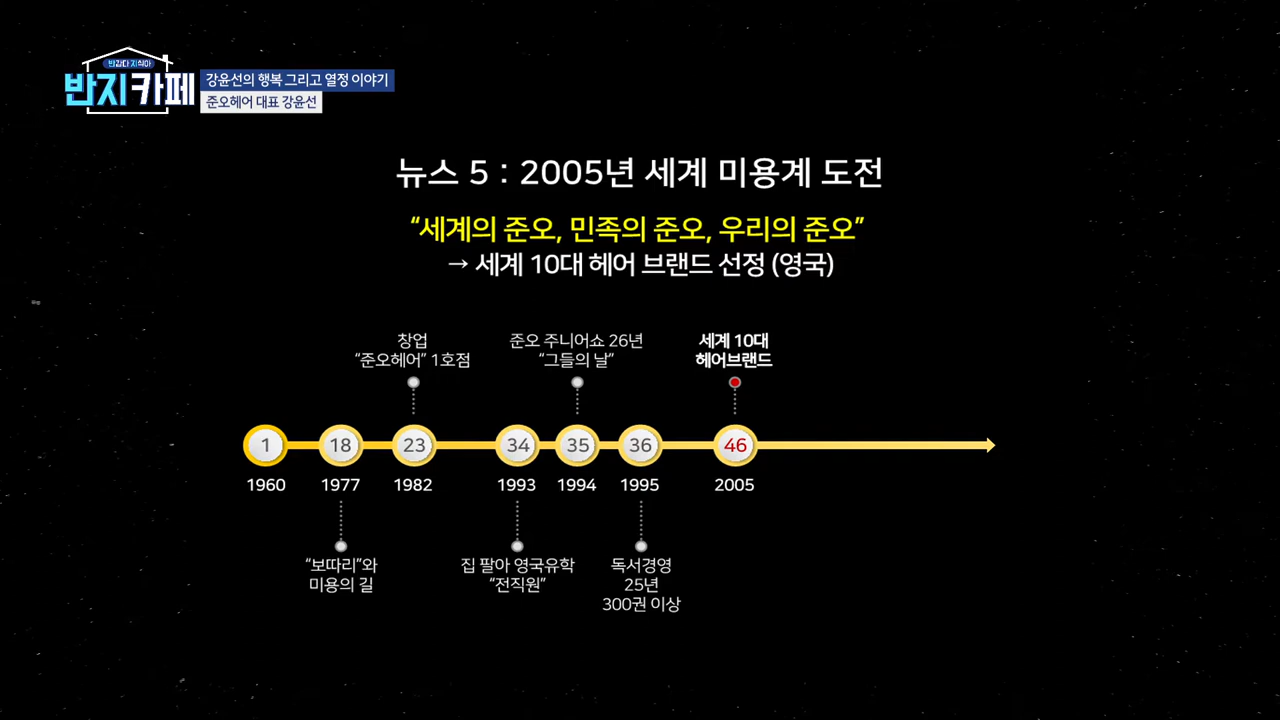 반갑다 지식아
반지카페
강윤선의 행복 그리고 열정 이야기
준오헤어 대표 강윤선
뉴스 5 : 2005년 세계 미용계 도전
“세계의 준오, 민족의 준오, 우리의 준오”
→ 세계 10대 헤어 브랜드 선정 (영국)
창업
“준오헤어” 1호점
준오 주니어쇼 26년
“그들의 날”
세계 10대
헤어브랜드
1 18 23 34 35 36 46
1960 1977 1982 1993 1994 1995 2005
“보따리”와
미용의 길
집 팔아 영국유학
“전직원”
독서경영
25년
300권 이상